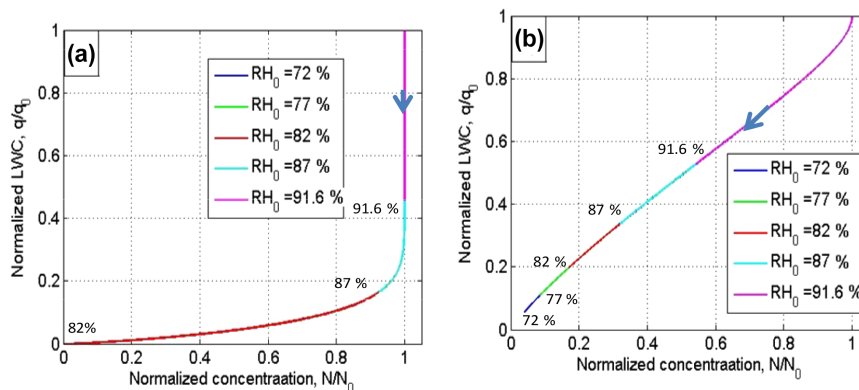 (a)
Normalized LWC, q/q0
1
0.8
0.6
0.4
0.2
0
RH0 =72 %
RH0 =77 %
RH0 =82 %
RH0 =87 %
RH0 =91.6 %
91.6 %
87 %
82%
0 0.2 0.4 0.6 0.8 1
Normalized concentraation, N/N0
(b)
Normalized LWC, q/q0
1
0.8
0.6
0.4
0.2
0
91.6 %
87 %
82 %
77 %
72 %
RH0 =72 %
RH0 =77 %
RH0 =82 %
RH0 =87 %
RH0 =91.6 %
0 0.2 0.4 0.6 0.8 1
Normalized concentraation, N/N0